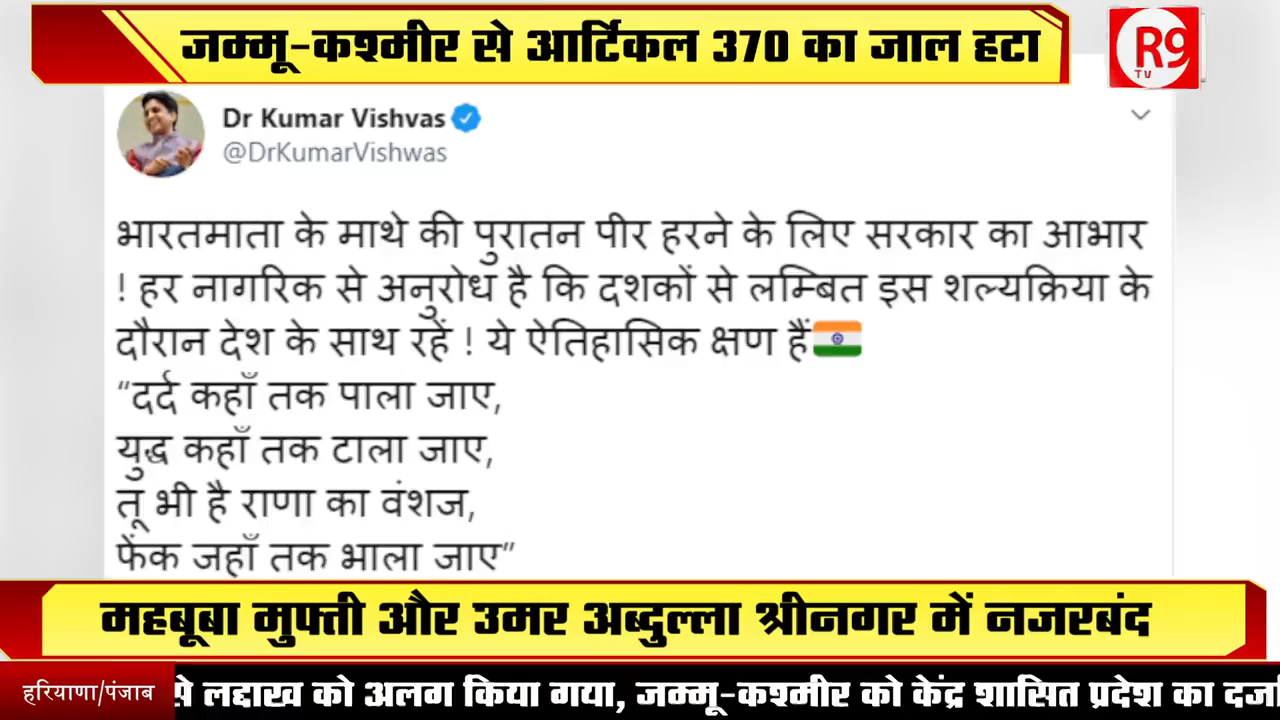 जम्मू-कश्मीर से आर्टिकल 370 का जाल हटा
R9
TV
Dr Kumar Vishvas
@DrKumarVishwas
भारतमाता के माथे की पुरातन पीर हरने के लिए सरकार का आभार
! हर नागरिक से अनुरोध है कि दशकों से लम्बित इस शल्यक्रिया के
दौरान देश के साथ रहें ! ये ऐतिहासिक क्षण हैं
“दर्द कहाँ तक पाला जाए,
युद्ध कहाँ तक टाला जाए,
तू भी है राणा का वंशज,
फेंक जहाँ तक भाला जाए”
महबूबा मुफ्ती और उमर अब्दुल्ला श्रीनगर में नजरबंद
हरियाणा/पंजाब
से लद्दाख को अलग किया गया, जम्मू-कश्मीर को केंद्र शासित प्रदेश का